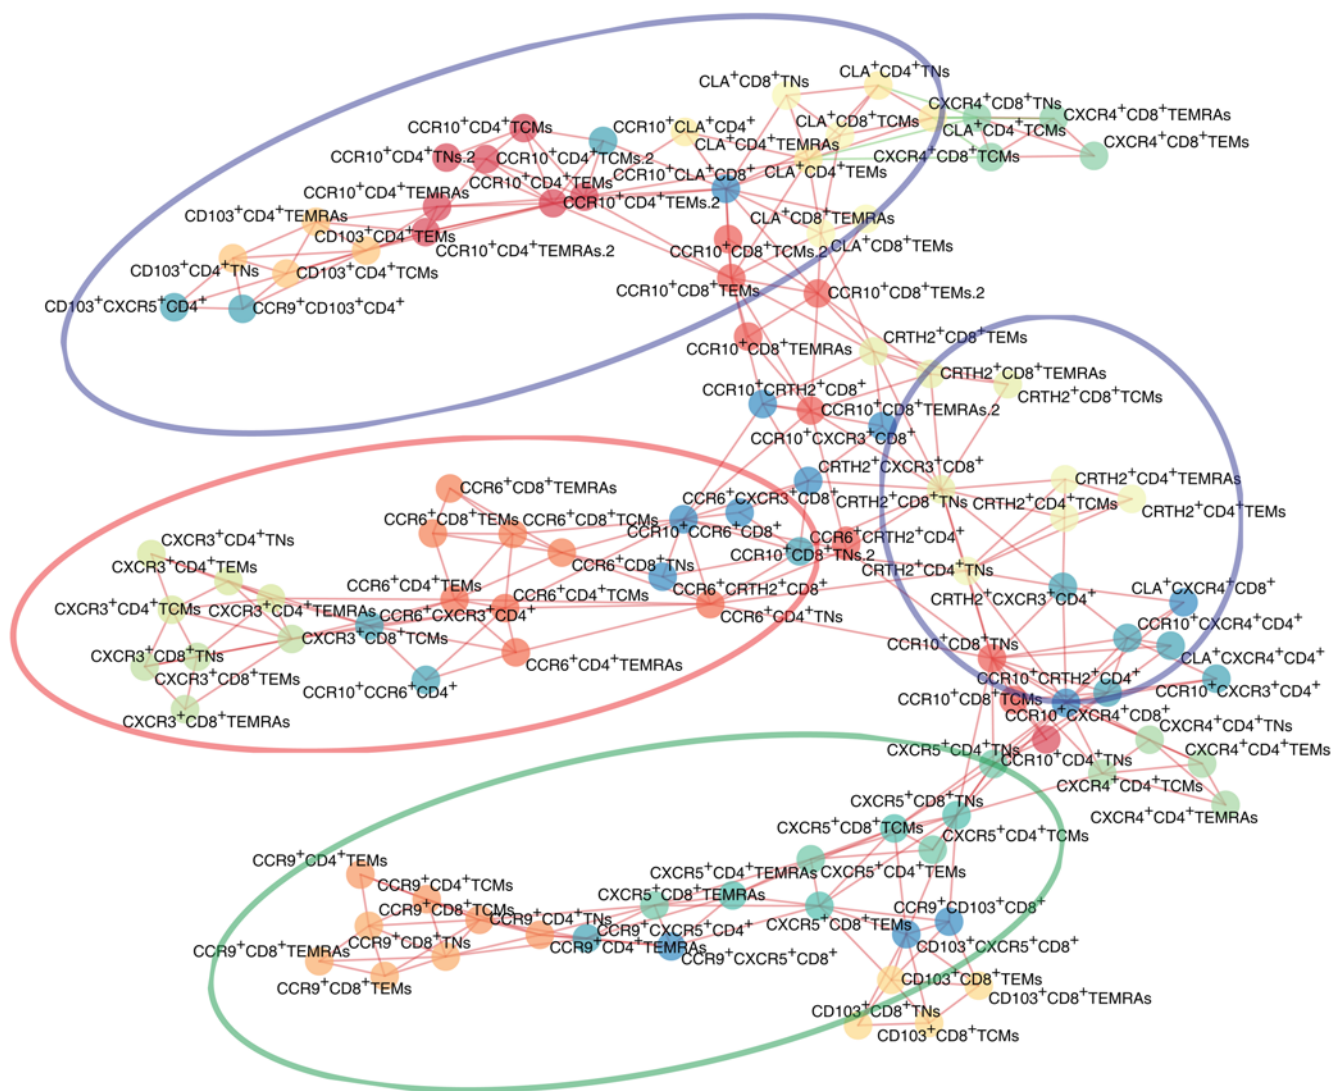 CLA⁺CD4⁺TNs
CLA⁺CD8⁺TNs
CXCR4⁺CD8⁺TNs
CXCR4⁺CD8⁺TEMRAs
CCR10⁺CD4⁺TCMs
CCR10⁺CLA⁺CD4⁺
CLA⁺CD8⁺TCMs
CLA⁺CD4⁺TCMs
CXCR4⁺CD8⁺TEMs
CCR10⁺CD4⁺TNs.2
CCR10⁺CD4⁺TCMs.2
CLA⁺CD4⁺TEMRAs
CXCR4⁺CD8⁺TCMs
CCR10⁺CD4⁺TEMs
CCR10⁺CLA⁺CD8⁺
CLA⁺CD4⁺TEMs
CCR10⁺CD4⁺TEMRAs
CCR10⁺CD4⁺TEMs.2
CD103⁺CD4⁺TEMRAs
CLA⁺CD8⁺TEMRAs
CD103⁺CD4⁺TEMs
CCR10⁺CD4⁺TEMRAs.2
CCR10⁺CD8⁺TCMs.2
CLA⁺CD8⁺TEMs
CD103⁺CD4⁺TNs
CD103⁺CD4⁺TCMs
CCR10⁺CD8⁺TEMs
CCR10⁺CD8⁺TEMs.2
CD103⁺CXCR5⁺CD4⁺
CCR9⁺CD103⁺CD4⁺
CRTH2⁺CD8⁺TEMs
CCR10⁺CD8⁺TEMRAs
CRTH2⁺CD8⁺TEMRAs
CCR10⁺CRTH2⁺CD8⁺
CRTH2⁺CD8⁺TCMs
CCR10⁺CD8⁺TEMRAs.2
CCR10⁺CXCR3⁺CD8⁺
CRTH2⁺CXCR3⁺CD8⁺
CRTH2⁺CD4⁺TEMRAs
CCR6⁺CD8⁺TEMRAs
CCR6⁺CXCR3⁺CD8⁺
CRTH2⁺CD8⁺TNs
CRTH2⁺CD4⁺TCMs
CRTH2⁺CD4⁺TEMs
CCR6⁺CD8⁺TEMs
CCR6⁺CD8⁺TCMs
CCR10⁺CCR6⁺CD8⁺
CCR6⁺CRTH2⁺CD4⁺
CXCR3⁺CD4⁺TNs
CCR10⁺CD8⁺TNs.2
CXCR3⁺CD4⁺TEMs
CCR6⁺CD8⁺TNs
CRTH2⁺CD4⁺TNs
CCR6⁺CD4⁺TEMs
CCR6⁺CD4⁺TCMs
CCR6⁺CRTH2⁺CD8⁺
CRTH2⁺CXCR3⁺CD4⁺
CLA⁺CXCR4⁺CD8⁺
CXCR3⁺CD4⁺TCMs
CXCR3⁺CD4⁺TEMRAs
CCR6⁺CXCR3⁺CD4⁺
CCR6⁺CD4⁺TNs
CCR10⁺CXCR4⁺CD4⁺
CXCR3⁺CD8⁺TCMs
CCR10⁺CD8⁺TNs
CXCR3⁺CD8⁺TNs
CCR6⁺CD4⁺TEMRAs
CLA⁺CXCR4⁺CD4⁺
CXCR3⁺CD8⁺TEMs
CCR10⁺CCR6⁺CD4⁺
CCR10⁺CRTH2⁺CD4⁺
CCR10⁺CXCR3⁺CD4⁺
CCR10⁺CD8⁺TCMs
CXCR3⁺CD8⁺TEMRAs
CCR10⁺CXCR4⁺CD8⁺
CXCR4⁺CD4⁺TNs
CXCR5⁺CD4⁺TNs
CCR10⁺CD4⁺TNs
CXCR4⁺CD4⁺TEMs
CXCR4⁺CD4⁺TCMs
CXCR5⁺CD8⁺TNs
CXCR4⁺CD4⁺TEMRAs
CXCR5⁺CD8⁺TCMs
CXCR5⁺CD4⁺TCMs
CCR9⁺CD4⁺TEMs
CXCR5⁺CD4⁺TEMRAs
CXCR5⁺CD4⁺TEMs
CCR9⁺CD4⁺TCMs
CXCR5⁺CD8⁺TEMRAs
CCR9⁺CD8⁺TCMs
CCR9⁺CD4⁺TNs
CCR9⁺CD103⁺CD8⁺
CCR9⁺CXCR5⁺CD4⁺
CXCR5⁺CD8⁺TEMs
CCR9⁺CD8⁺TEMRAs
CCR9⁺CD8⁺TNs
CCR9⁺CD4⁺TEMRAs
CCR9⁺CXCR5⁺CD8⁺
CD103⁺CXCR5⁺CD8⁺
CCR9⁺CD8⁺TEMs
CD103⁺CD8⁺TEMs
CD103⁺CD8⁺TEMRAs
CD103⁺CD8⁺TNs
CD103⁺CD8⁺TCMs